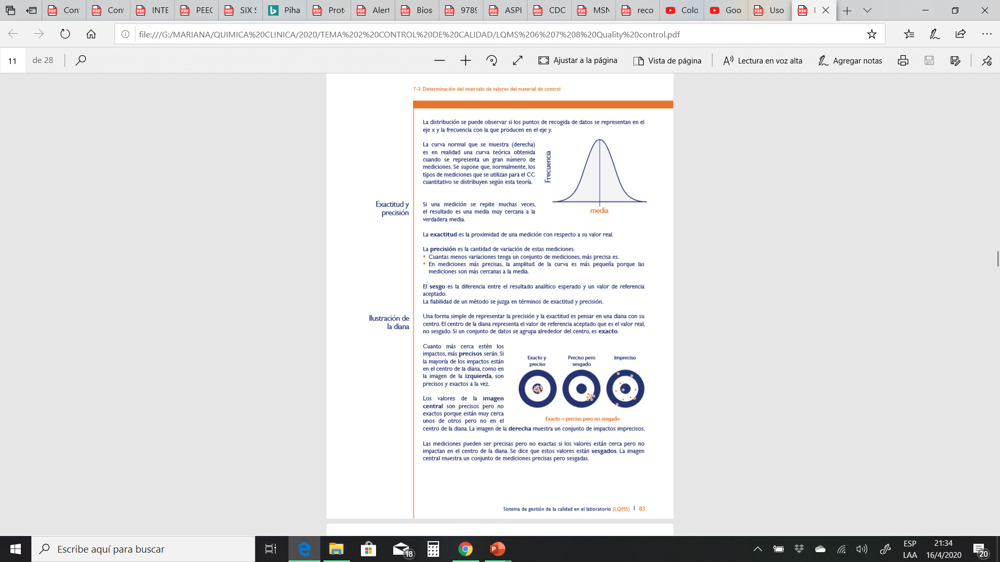 Con
Con
INTE
PEEC
SIX S
Piha
Prot
Alert
Bios
9789
ASPI
CDC
MSN
reco
Colo
Goo
Uso
file:///G:/MARIANA/QUIMICA%20CLINICA/2020/TEMA%202%20CONTROL%20DE%20CALIDAD/LQMS%206%207%208%20Quality%20control.pdf
11 de 28
Ajustar a la página
Vista de página
Lectura en voz alta
Agregar notas
7-3: Determinación del intervalo de valores del material de control
La distribución se puede observar si los puntos de recogida de datos se representan en el
eje x y la frecuencia con la que producen en el eje y.
La curva normal que se muestra (derecha)
es en realidad una curva teórica obtenida
cuando se representa un gran número de
mediciones. Se supone que, normalmente, los
tipos de mediciones que se utilizan para el CC
cuantitativo se distribuyen según esta teoría.
Frecuencia
media
Exactitud y
precisión
Si una medición se repite muchas veces,
el resultado es una media muy cercana a la
verdadera media.
La exactitud es la proximidad de una medición con respecto a su valor real.
La precisión es la cantidad de variación de estas mediciones.
• Cuantas menos variaciones tenga un conjunto de mediciones, más precisa es.
• En mediciones más precisas, la amplitud de la curva es más pequeña porque las
mediciones son más cercanas a la media.
El sesgo es la diferencia entre el resultado analítico esperado y un valor de referencia
aceptado.
La fiabilidad de un método se juzga en términos de exactitud y precisión.
Ilustración de
la diana
Una forma simple de representar la precisión y la exactitud es pensar en una diana con su
centro. El centro de la diana representa el valor de referencia aceptado que es el valor real,
no sesgado. Si un conjunto de datos se agrupa alrededor del centro, es exacto.
Cuanto más cerca estén los
impactos, más precisos serán. Si
la mayoría de los impactos están
en el centro de la diana, como en
la imagen de la izquierda, son
precisos y exactos a la vez.
Exacto y
preciso
Preciso pero
sesgado
Impreciso
Exacto = preciso pero no sesgado
Los valores de la imagen
central son precisos pero no
exactos porque están muy cerca
unos de otros pero no en el
centro de la diana. La imagen de la derecha muestra un conjunto de impactos imprecisos.
Las mediciones pueden ser precisas pero no exactas si los valores están cerca pero no
impactan en el centro de la diana. Se dice que estos valores están sesgados. La imagen
central muestra un conjunto de mediciones precisas pero sesgadas.
Sistema de gestión de la calidad en el laboratorio (LQMS) | 83
Escribe aquí para buscar
18
ESP
LAA
21:34
16/4/2020
20